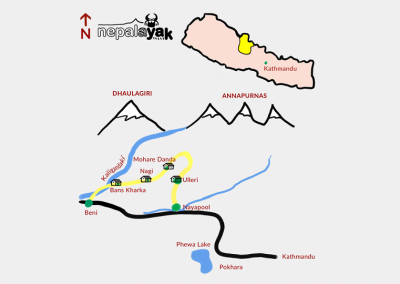 N
nepalsyak
Kathmandu
DHAULAGIRI
ANNAPURNAS
Kaligandaki
Mohare Danda
Nagi
Ulleri
Bans Kharka
Beni
Nayapool
Phewa Lake
Kathmandu
Pokhara